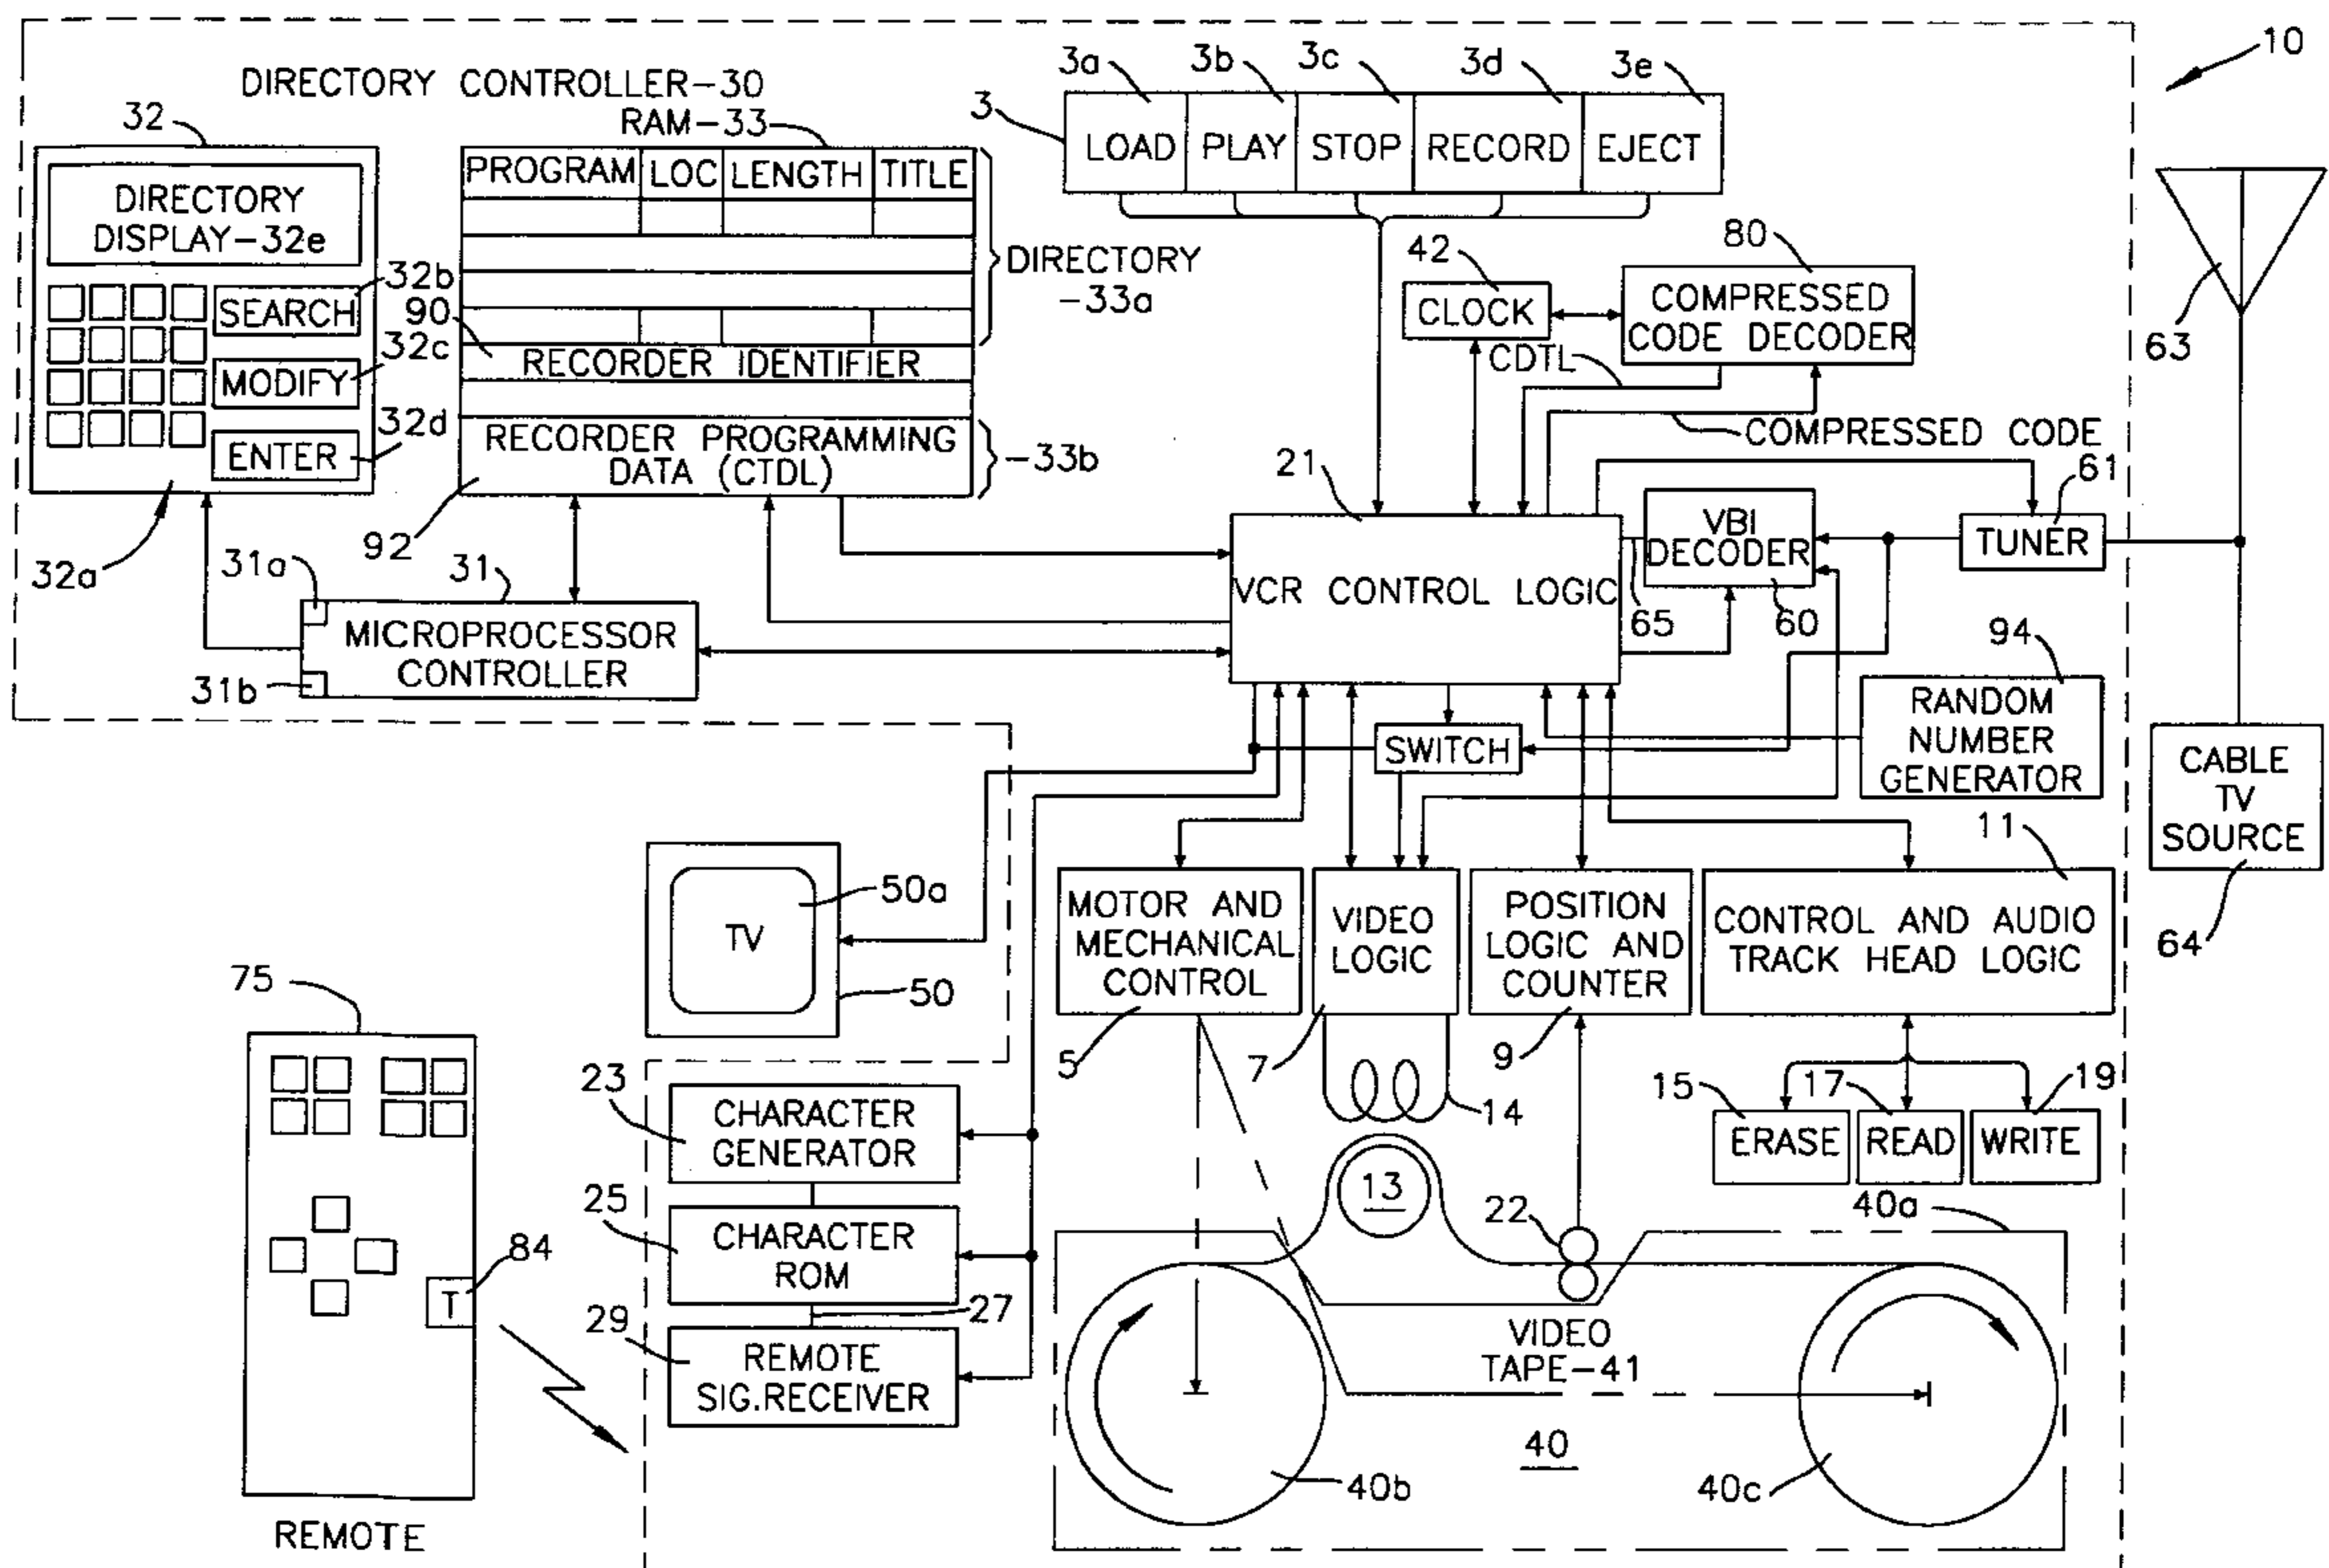 10
DIRECTORY CONTROLLER-30
RAM-33
32
DIRECTORY
DISPLAY-32e
32b
SEARCH
32c
MODIFY
32d
ENTER
32a
PROGRAM LOC LENGTH TITLE
DIRECTORY
-33a
90
RECORDER IDENTIFIER
RECORDER PROGRAMMING
DATA (CTDL)
-33b
92
31a
31
MICROPROCESSOR
CONTROLLER
31b
3
3a 3b 3c 3d 3e
LOAD PLAY STOP RECORD EJECT
42
CLOCK
80
COMPRESSED
CODE DECODER
CDTL
COMPRESSED CODE
63
21
VCR CONTROL LOGIC
VBI
DECODER
65
60
61
TUNER
94
RANDOM
NUMBER
GENERATOR
SWITCH
CABLE
TV
SOURCE
64
50a
TV
50
MOTOR AND
MECHANICAL
CONTROL
5
VIDEO
LOGIC
7
POSITION
LOGIC AND
COUNTER
9
11
CONTROL AND AUDIO
TRACK HEAD LOGIC
15
ERASE
17
READ
19
WRITE
75
84
T
REMOTE
23
CHARACTER
GENERATOR
25
CHARACTER
ROM
27
29
REMOTE
SIG.RECEIVER
14
13
22
40a
VIDEO
TAPE-41
40
40b
40c